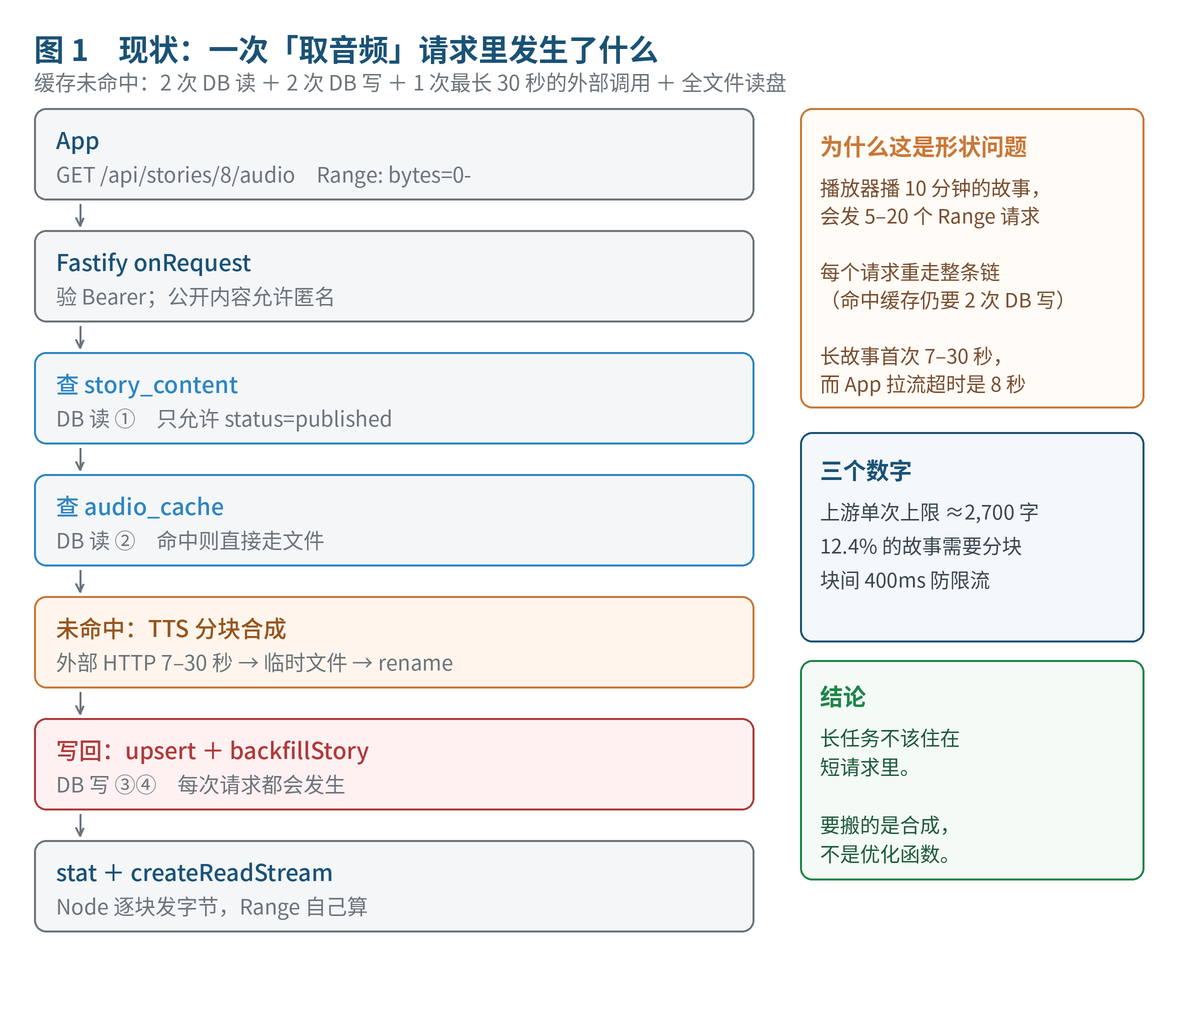 图 1　现状：一次「取音频」请求里发生了什么
缓存未命中：2 次 DB 读 ＋ 2 次 DB 写 ＋ 1 次最长 30 秒的外部调用 ＋ 全文件读盘
App
GET /api/stories/8/audio　Range: bytes=0-
Fastify onRequest
验 Bearer；公开内容允许匿名
查 story_content
DB 读 ①　只允许 status=published
查 audio_cache
DB 读 ②　命中则直接走文件
未命中：TTS 分块合成
外部 HTTP 7–30 秒 → 临时文件 → rename
写回：upsert ＋ backfillStory
DB 写 ③④　每次请求都会发生
stat ＋ createReadStream
Node 逐块发字节，Range 自己算
为什么这是形状问题
播放器播 10 分钟的故事，
会发 5–20 个 Range 请求
每个请求重走整条链
（命中缓存仍要 2 次 DB 写）
长故事首次 7–30 秒，
而 App 拉流超时是 8 秒
三个数字
上游单次上限 ≈2,700 字
12.4% 的故事需要分块
块间 400ms 防限流
结论
长任务不该住在
短请求里。
要搬的是合成，
不是优化函数。